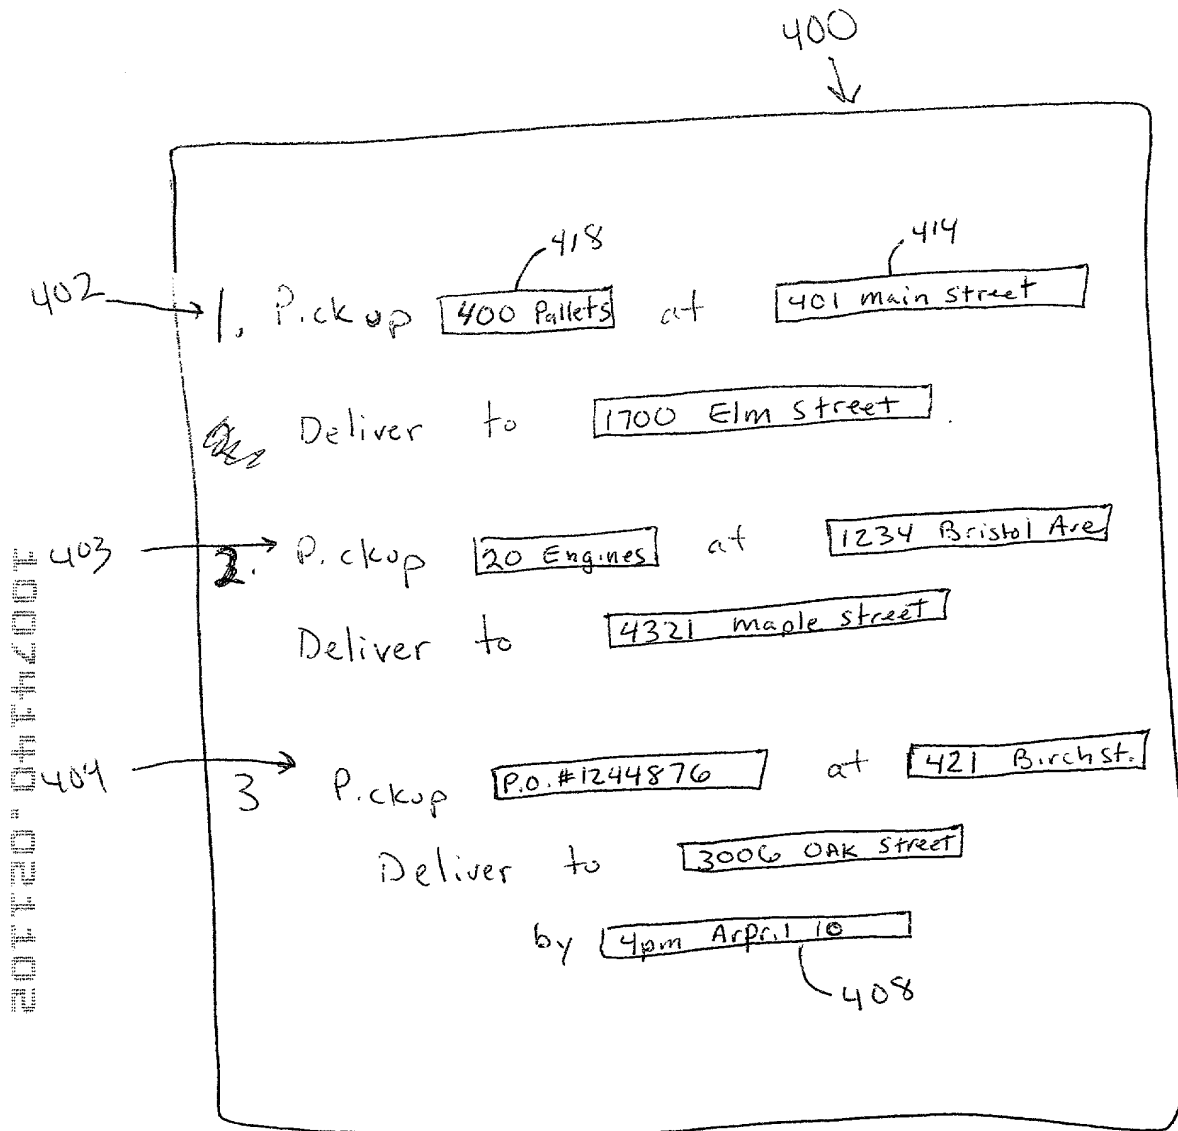 400
418 414
402 1. Pickup 400 Pallets at 401 main street
Deliver to 1700 Elm street.
403 2. Pickup 20 Engines at 1234 Bristol Ave
Deliver to 4321 maple street
404 3 Pickup P.O.#1244876 at 421 Birch St.
Deliver to 3006 OAK street
by 4pm Arpril 10
408
10074140.021102